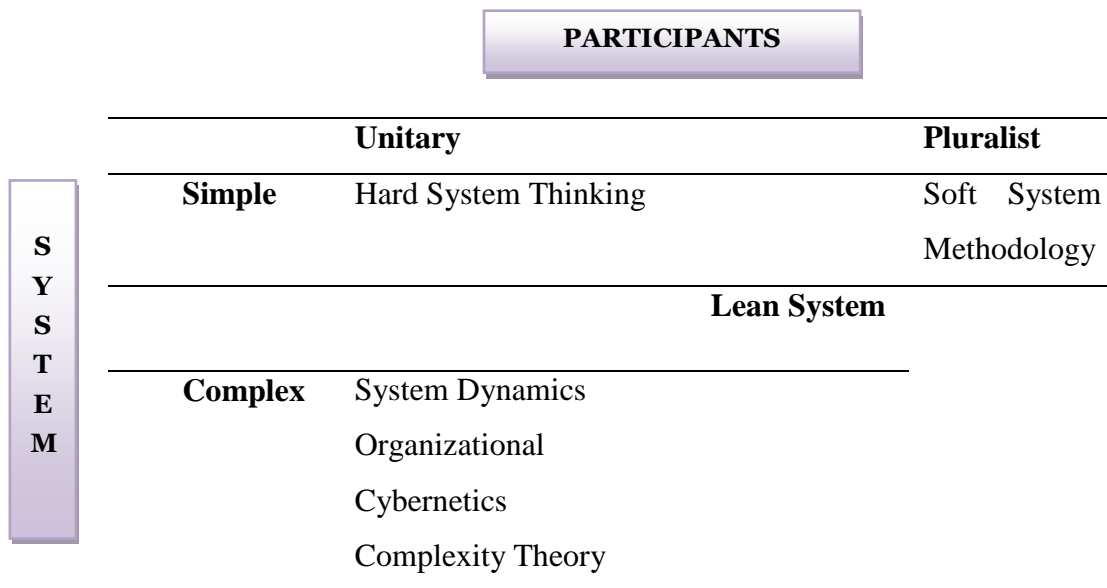 PARTICIPANTS
Unitary Pluralist
Simple Hard System Thinking Soft System
Methodology
SYSTEM
Lean System
Complex System Dynamics
Organizational
Cybernetics
Complexity Theory